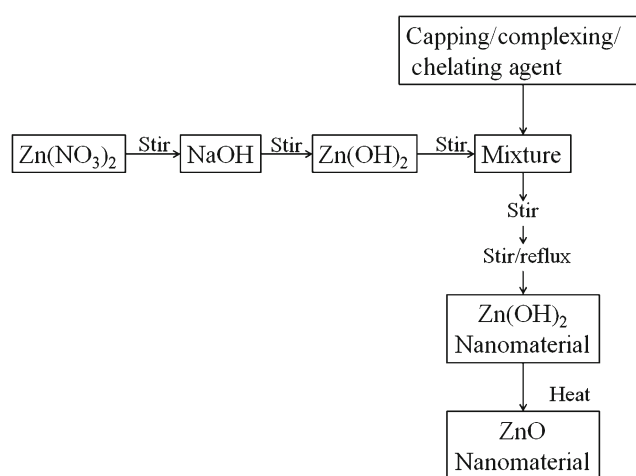 Capping/complexing/
chelating agent
Zn(NO₃)₂ Stir NaOH Stir Zn(OH)₂ Stir Mixture
Stir
Stir/reflux
Zn(OH)₂
Nanomaterial
Heat
ZnO
Nanomaterial